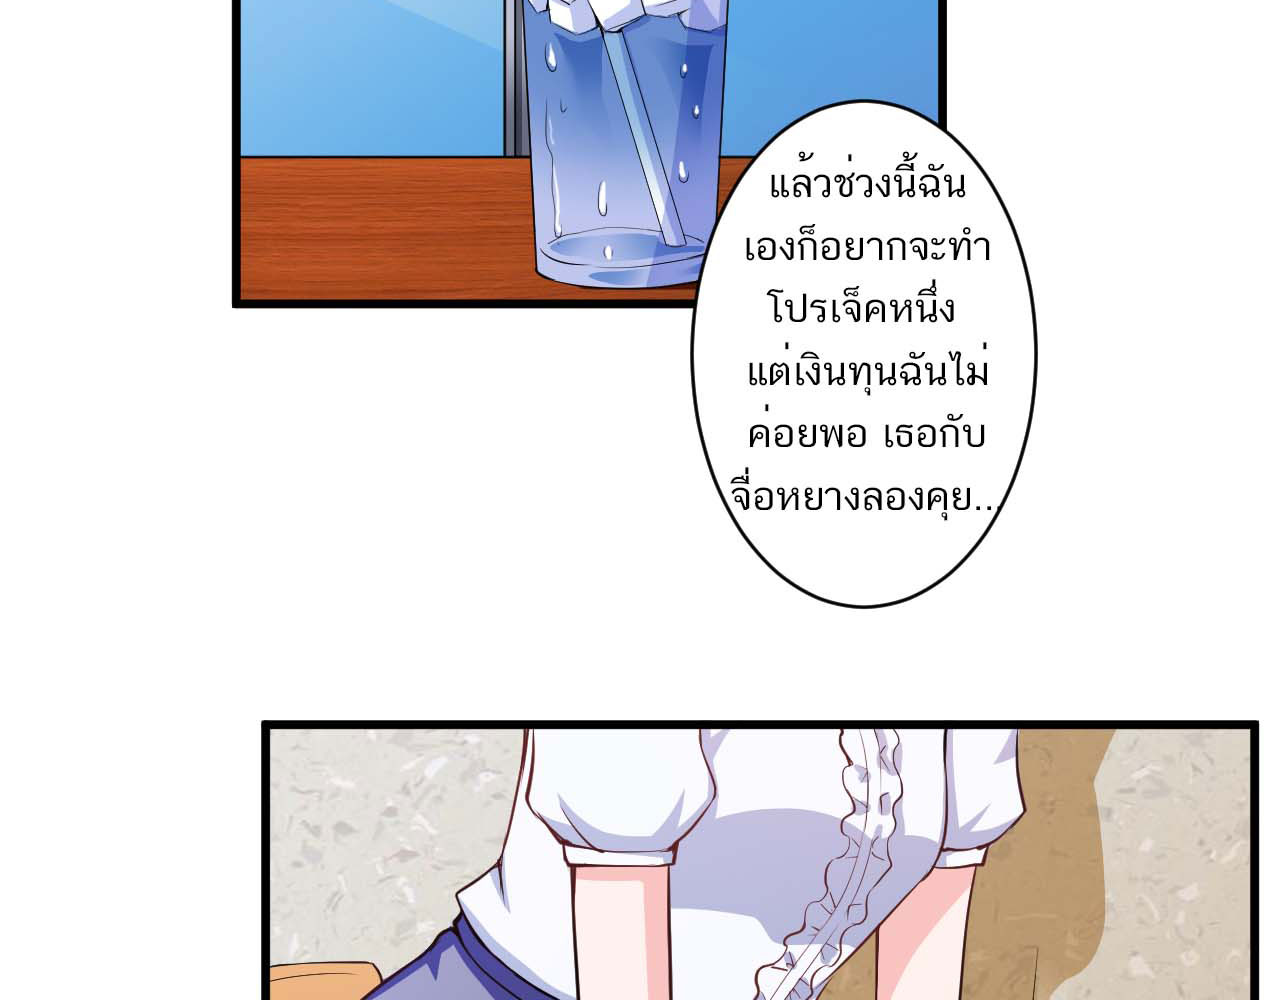 แล้วช่วงนี้ฉัน
เองก็อยากจะทำ
โปรเจ็คหนึ่ง
แต่เงินทุนฉันไม่
ค่อยพอ เธอกับ
จื่อหยางลองคุย...